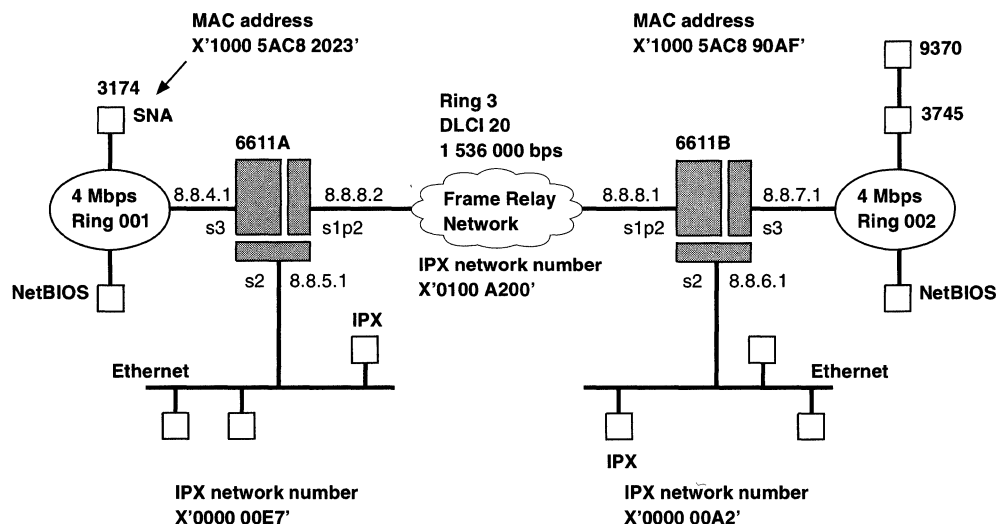 MAC address
X'1000 5AC8 2023'
MAC address
X'1000 5AC8 90AF'
9370
3174
SNA
3745
Ring 3
DLCI 20
1 536 000 bps
6611A
6611B
4 Mbps
Ring 001
8.8.4.1
s3
8.8.8.2
s1p2
Frame Relay
Network
8.8.8.1
s1p2
8.8.7.1
s3
4 Mbps
Ring 002
IPX network number
X'0100 A200'
s2
8.8.5.1
s2
8.8.6.1
NetBIOS
NetBIOS
IPX
Ethernet
Ethernet
IPX
IPX network number
X'0000 00E7'
IPX network number
X'0000 00A2'